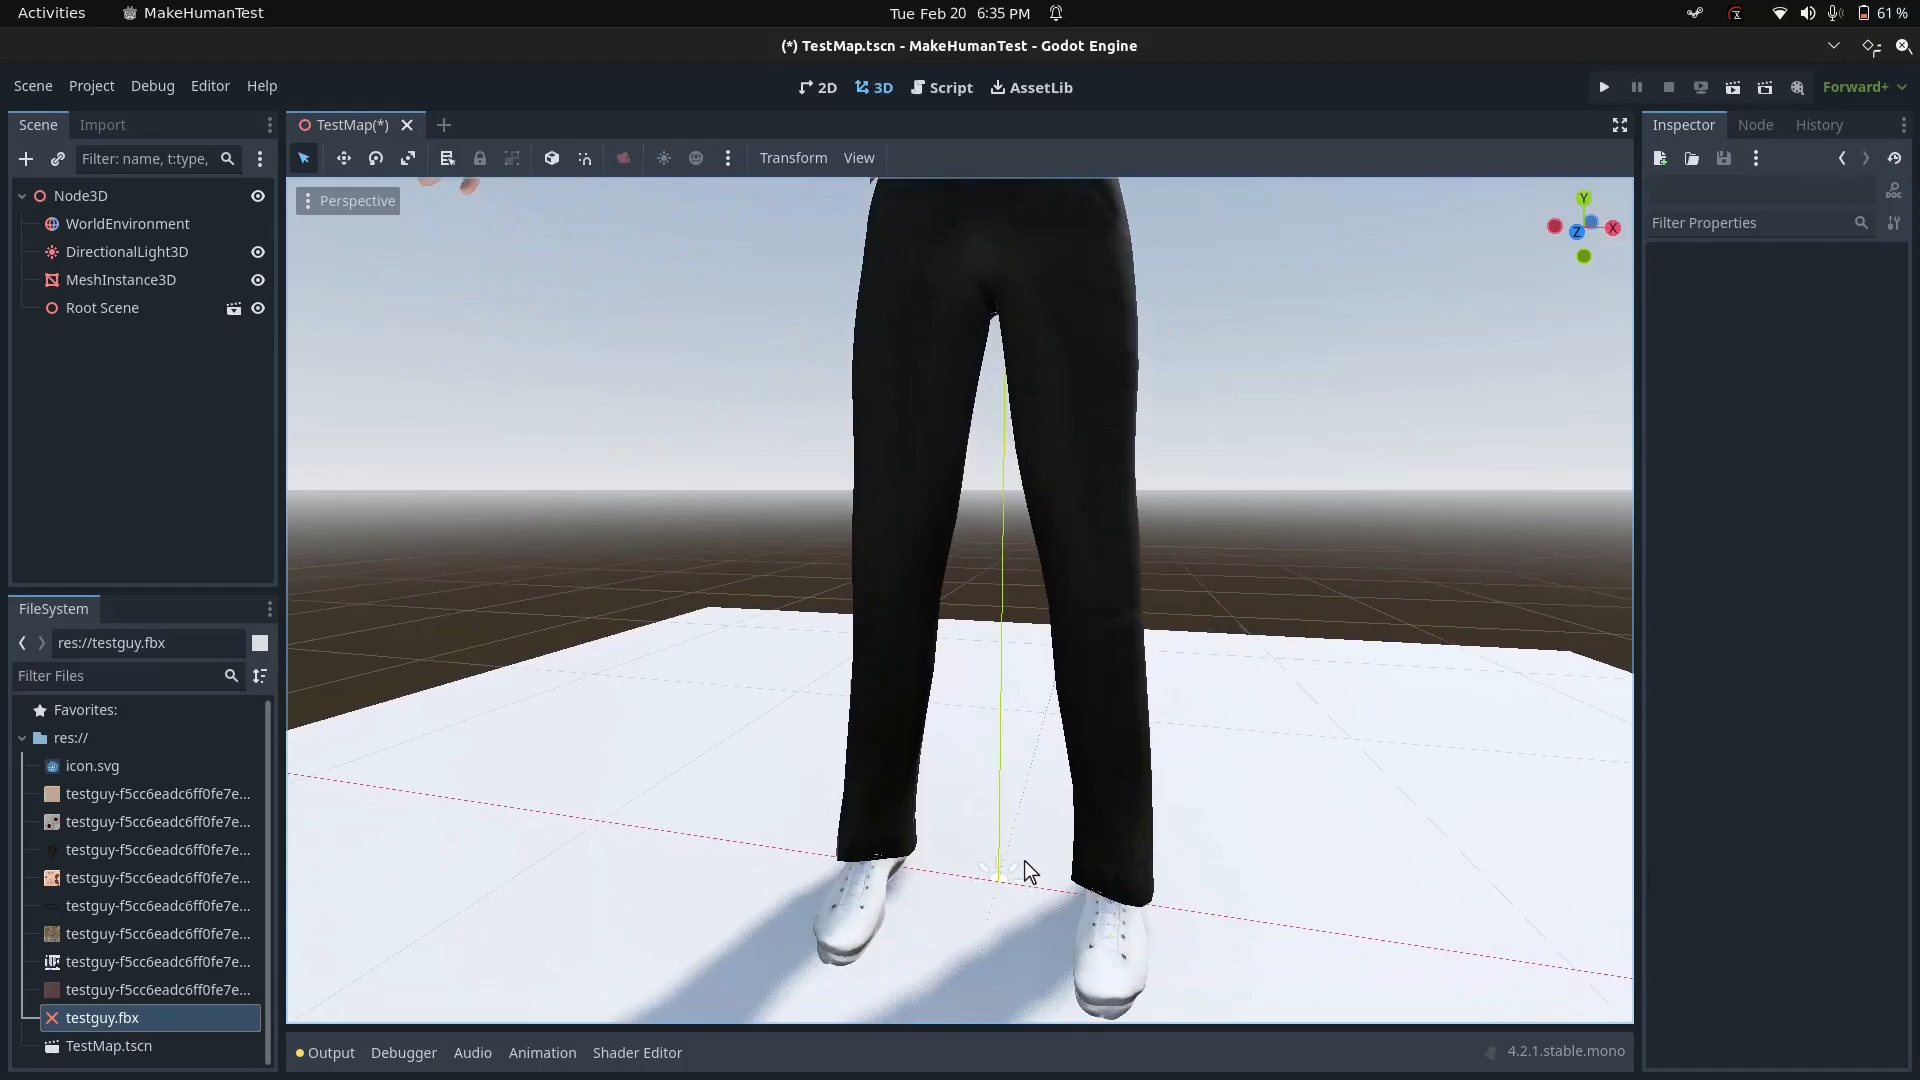 Activities MakeHumanTest Tue Feb 20 6:35 PM 61 %
(*) TestMap.tscn - MakeHumanTest - Godot Engine
Scene Project Debug Editor Help 2D 3D Script AssetLib Forward+
Scene Import
TestMap(*)
Inspector Node History
Filter: name, t:type,
Transform View
Node3D
WorldEnvironment
DirectionalLight3D
MeshInstance3D
Root Scene
Perspective
Y
Z
X
DOC
Filter Properties
FileSystem
res://testguy.fbx
Filter Files
Favorites:
res://
icon.svg
testguy-f5cc6eadc6ff0fe7e...
testguy-f5cc6eadc6ff0fe7e...
testguy-f5cc6eadc6ff0fe7e...
testguy-f5cc6eadc6ff0fe7e...
testguy-f5cc6eadc6ff0fe7e...
testguy-f5cc6eadc6ff0fe7e...
testguy-f5cc6eadc6ff0fe7e...
testguy-f5cc6eadc6ff0fe7e...
testguy.fbx
TestMap.tscn
Output Debugger Audio Animation Shader Editor 4.2.1.stable.mono